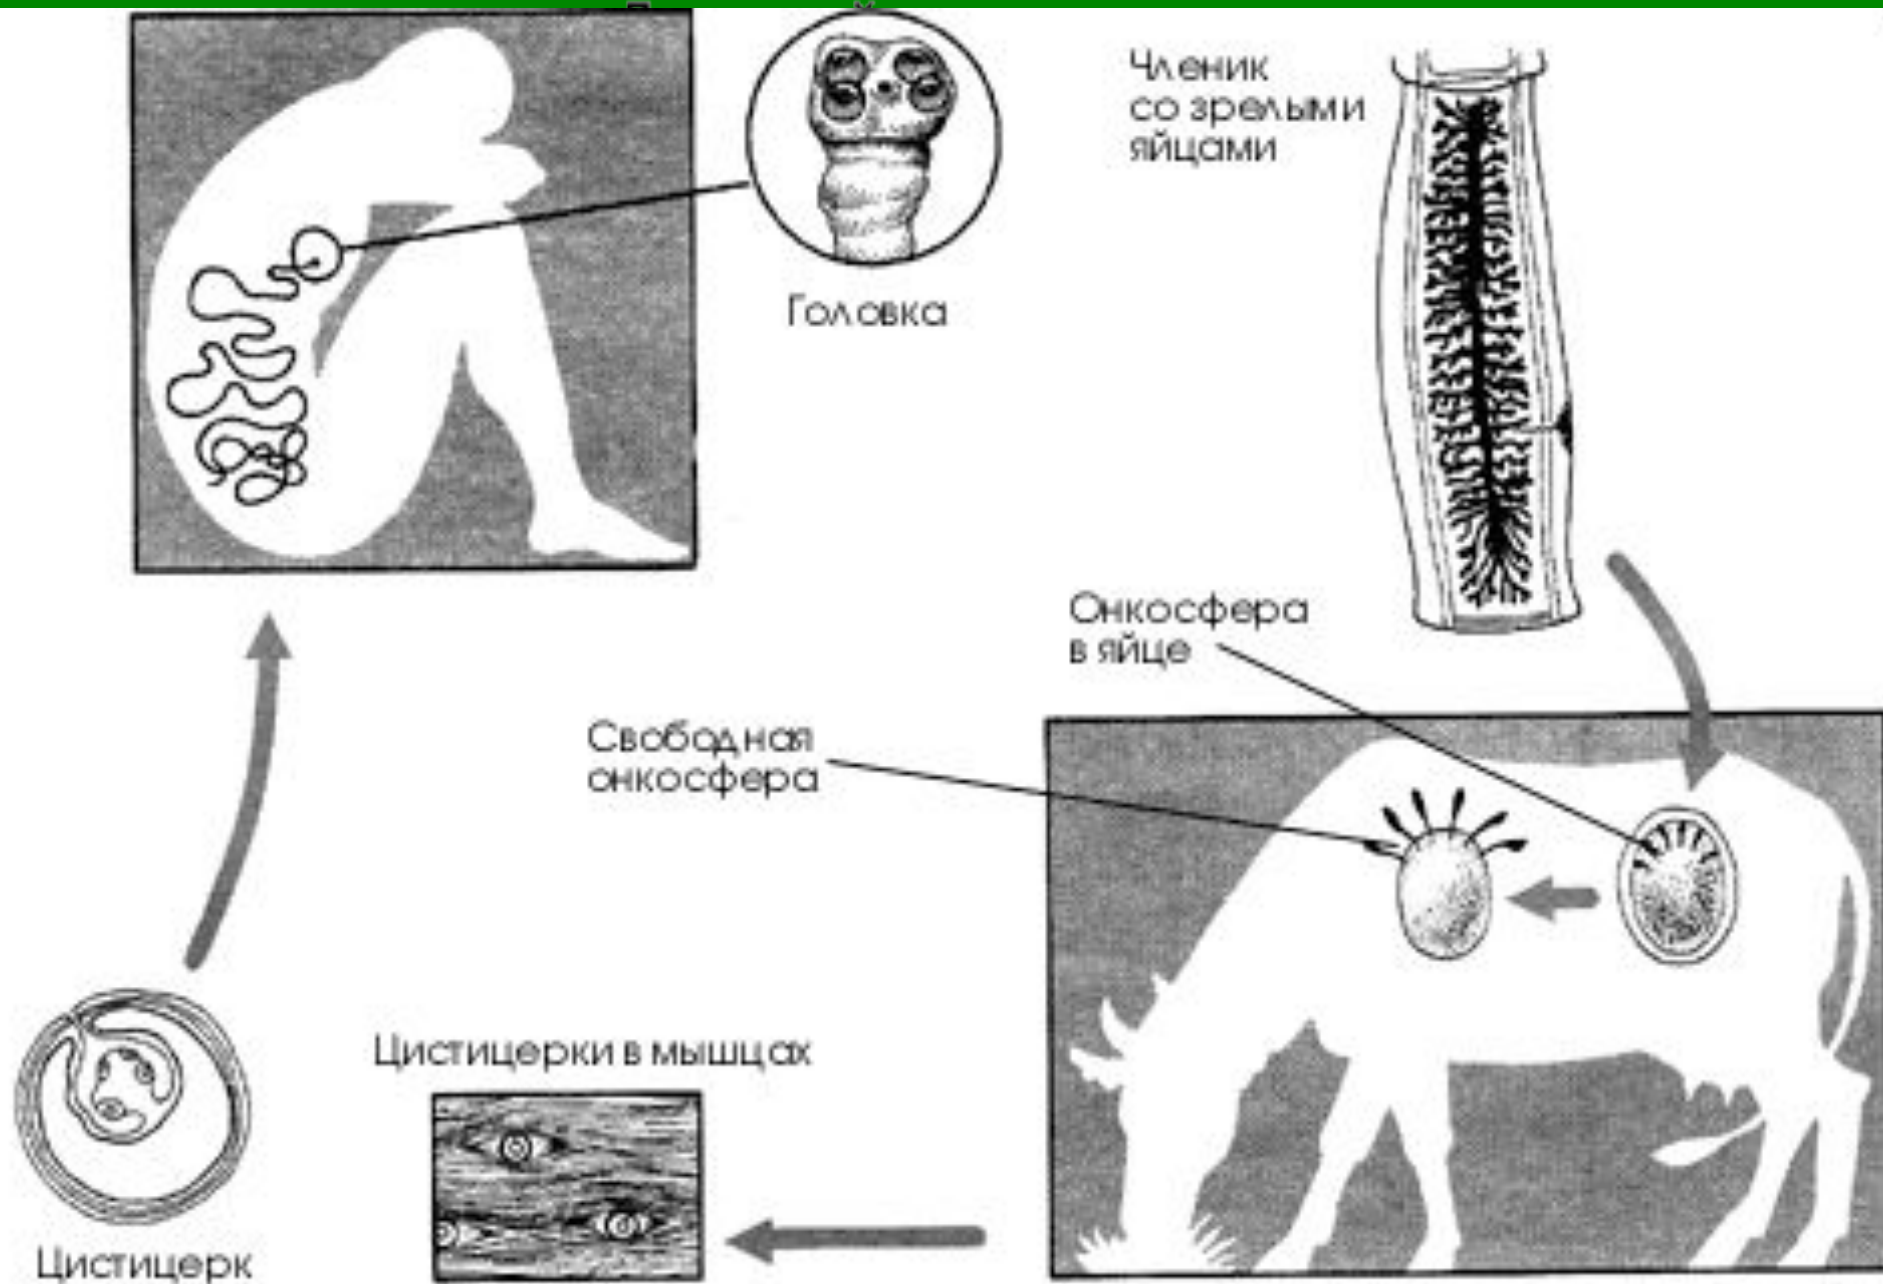 Членик
со зрелыми
яйцами
Головка
Онкосфера
в яйце
Свободная
онкосфера
Цистицерки в мышцах
Цистицерк